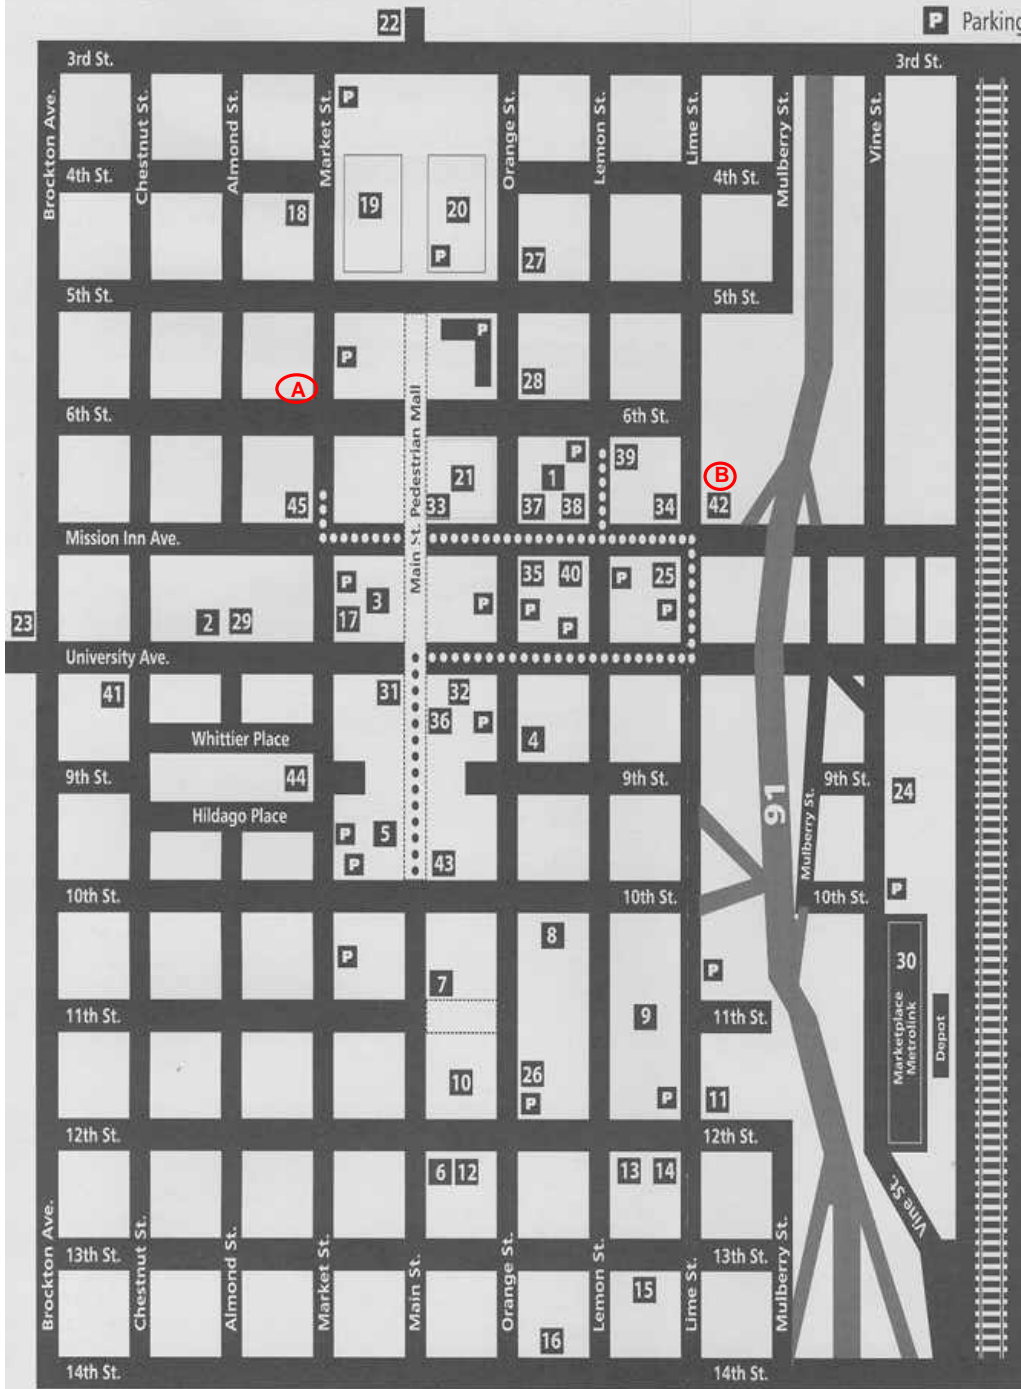 22
P Parking
3rd St.
3rd St.
Brockton Ave.
Chestnut St.
Almond St.
Market St.
P
Orange St.
Lemon St.
Lime St.
Mulberry St.
Vine St.
4th St.
4th St.
18
19
20
P
27
5th St.
5th St.
P
P
28
A
Main St. Pedestrian Mall
6th St.
6th St.
45
21
33
P
1
37
38
39
34
B
42
Mission Inn Ave.
23
2
29
P
3
17
P
35
40
P
P
P
25
P
University Ave.
41
31
32
36
P
4
Whittier Place
9th St.
44
9th St.
9th St.
24
91
Mulberry St.
Hildago Place
P
5
P
43
P
10th St.
10th St.
10th St.
8
P
7
P
30
Marketplace
Metrolink
Depot
11th St.
9
11th St.
10
26
P
P
11
12th St.
12th St.
6
12
13
14
Vine St.
13th St.
13th St.
Brockton Ave.
Chestnut St.
Almond St.
Market St.
Main St.
Orange St.
Lemon St.
Lime St.
Mulberry St.
15
16
14th St.
14th St.